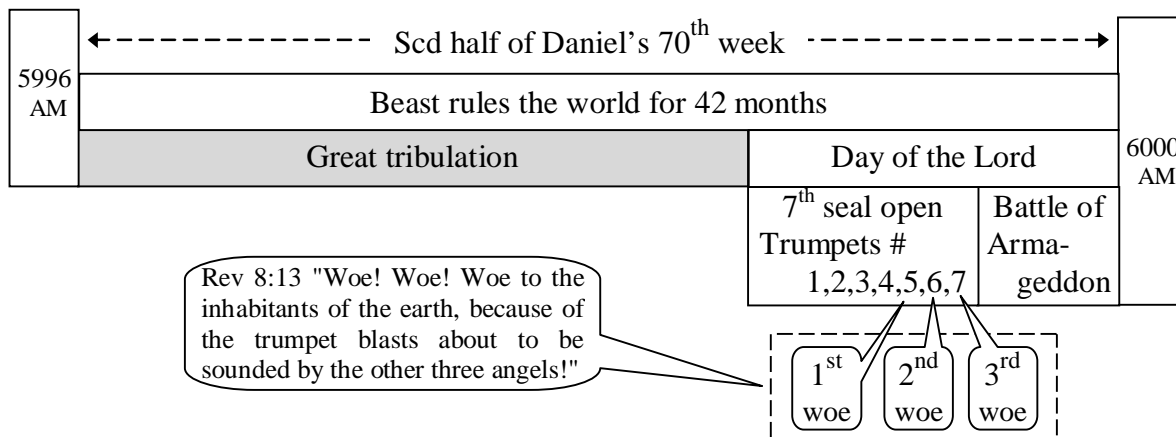 Scd half of Daniel's 70th week
5996
AM
Beast rules the world for 42 months
Great tribulation
Day of the Lord
6000
AM
7th seal open
Trumpets #
1,2,3,4,5,6,7
Battle of
Arma-
geddon
Rev 8:13 "Woe! Woe! Woe to the
inhabitants of the earth, because of
the trumpet blasts about to be
sounded by the other three angels!"
1st
woe
2nd
woe
3rd
woe